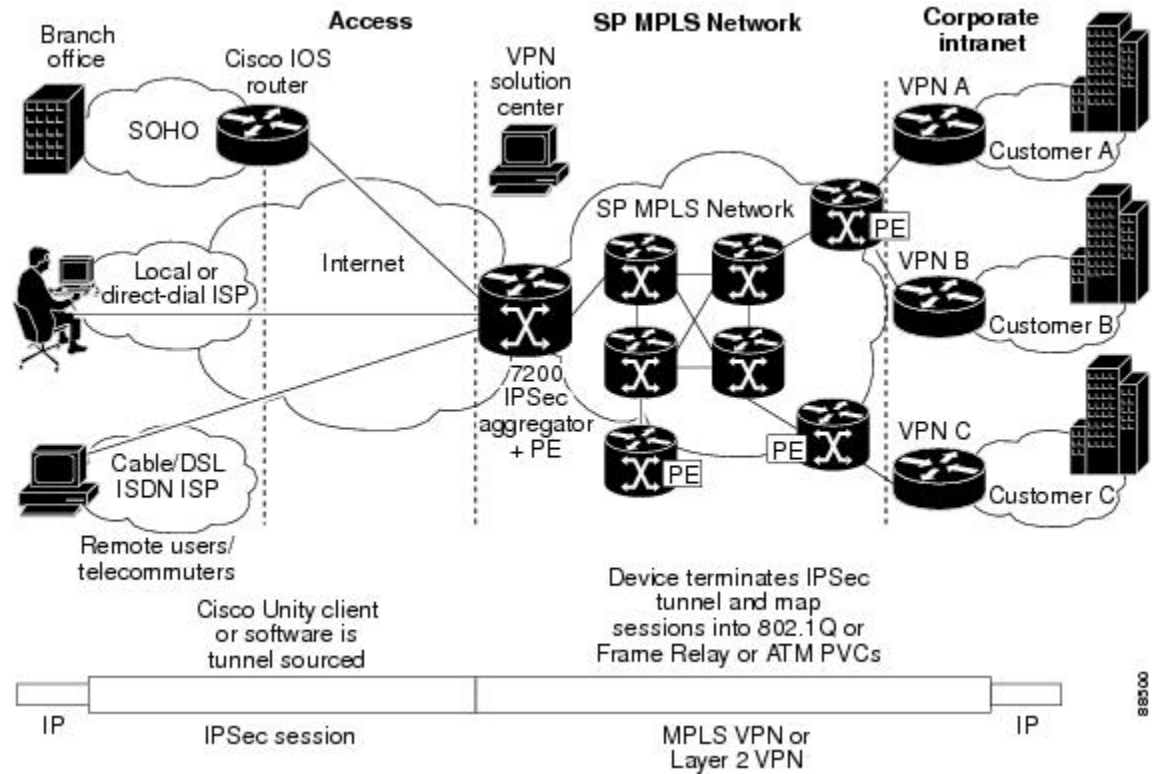 Branch
office
Access
SP MPLS Network
Corporate
intranet
Cisco IOS
router
VPN
solution
center
VPN A
SOHO
Customer A
SP MPLS Network
PE
Internet
Local or
direct-dial ISP
VPN B
Customer B
7200
IPSec
aggregator
+ PE
VPN C
PE
PE
Cable/DSL
ISDN ISP
Customer C
Remote users/
telecommuters
Cisco Unity client
or software is
tunnel sourced
Device terminates IPSec
tunnel and map
sessions into 802.1Q or
Frame Relay or ATM PVCs
IP
IPSec session
MPLS VPN or
Layer 2 VPN
IP
88500